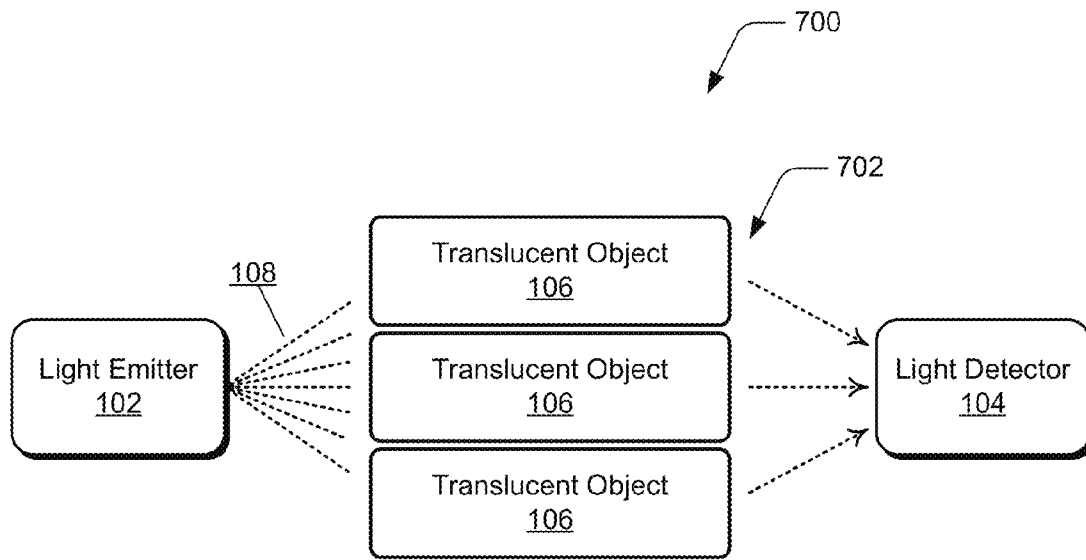 700
702
Translucent Object
106
108
Light Emitter
102
Translucent Object
106
Light Detector
104
Translucent Object
106